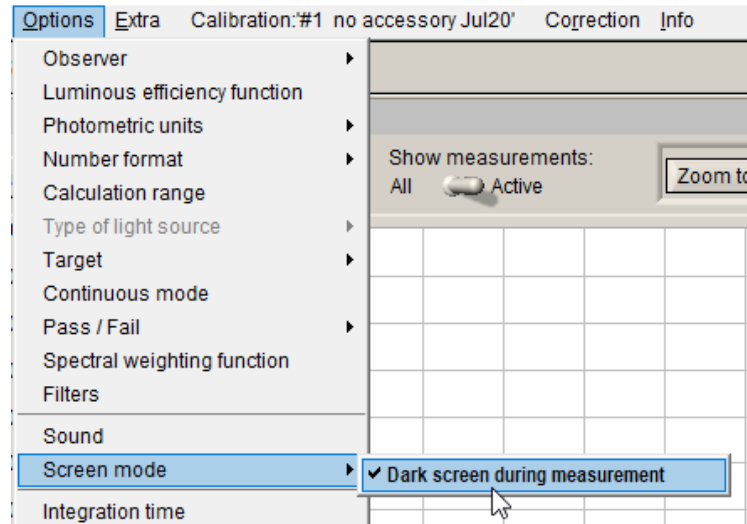 Options Extra Calibration:'#1 no accessory Jul20' Correction Info
Observer
Luminous efficiency function
Photometric units
Number format
Calculation range
Type of light source
Target
Continuous mode
Pass / Fail
Spectral weighting function
Filters
Sound
Screen mode
Integration time
Show measurements:
All Active
Zoom to
Dark screen during measurement